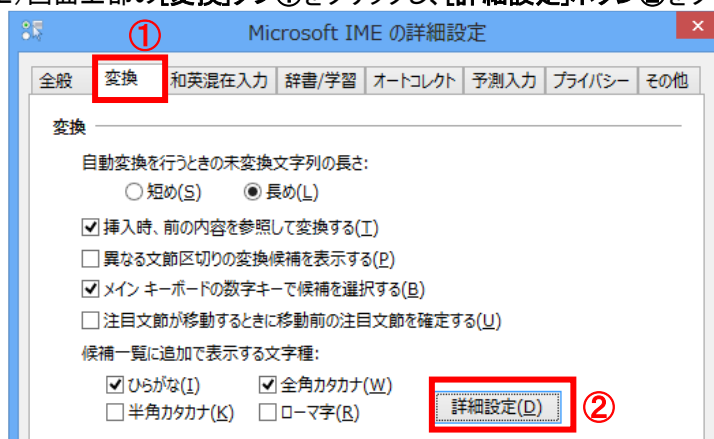 ①
Microsoft IME の詳細設定
全般 変換 和英混在入力 辞書/学習 オートコレクト 予測入力 プライバシー その他
変換
自動変換を行うときの未変換文字列の長さ:
短め(S) 長め(L)
挿入時、前の内容を参照して変換する(T)
異なる文節区切りの変換候補を表示する(P)
メイン キーボードの数字キーで候補を選択する(B)
注目文節が移動するときに移動前の注目文節を確定する(U)
候補一覧に追加で表示する文字種:
ひらがな(I) 全角カタカナ(W)
半角カタカナ(K) ローマ字(R)
詳細設定(D) ②